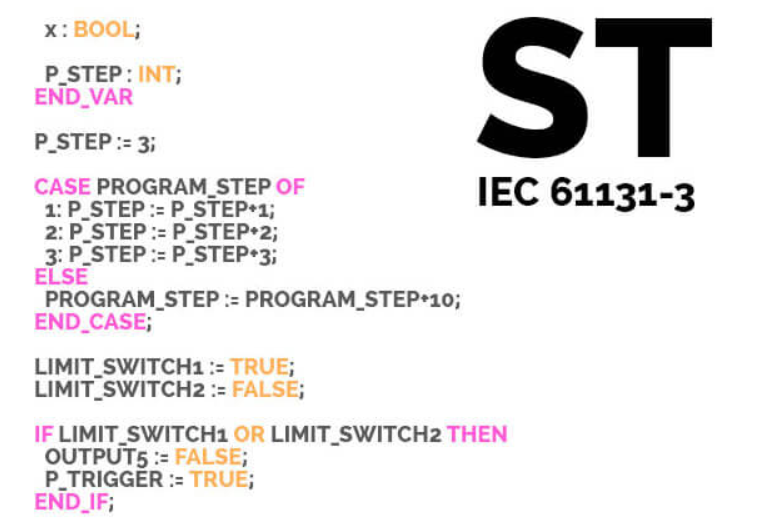 x : BOOL;
P_STEP : INT;
END_VAR
P_STEP := 3;
CASE PROGRAM_STEP OF
1: P_STEP := P_STEP+1;
2: P_STEP := P_STEP+2;
3: P_STEP := P_STEP+3;
ELSE
PROGRAM_STEP := PROGRAM_STEP+10;
END_CASE;
LIMIT_SWITCH1 := TRUE;
LIMIT_SWITCH2 := FALSE;
IF LIMIT_SWITCH1 OR LIMIT_SWITCH2 THEN
OUTPUT5 := FALSE;
P_TRIGGER := TRUE;
END_IF;
ST
IEC 61131-3